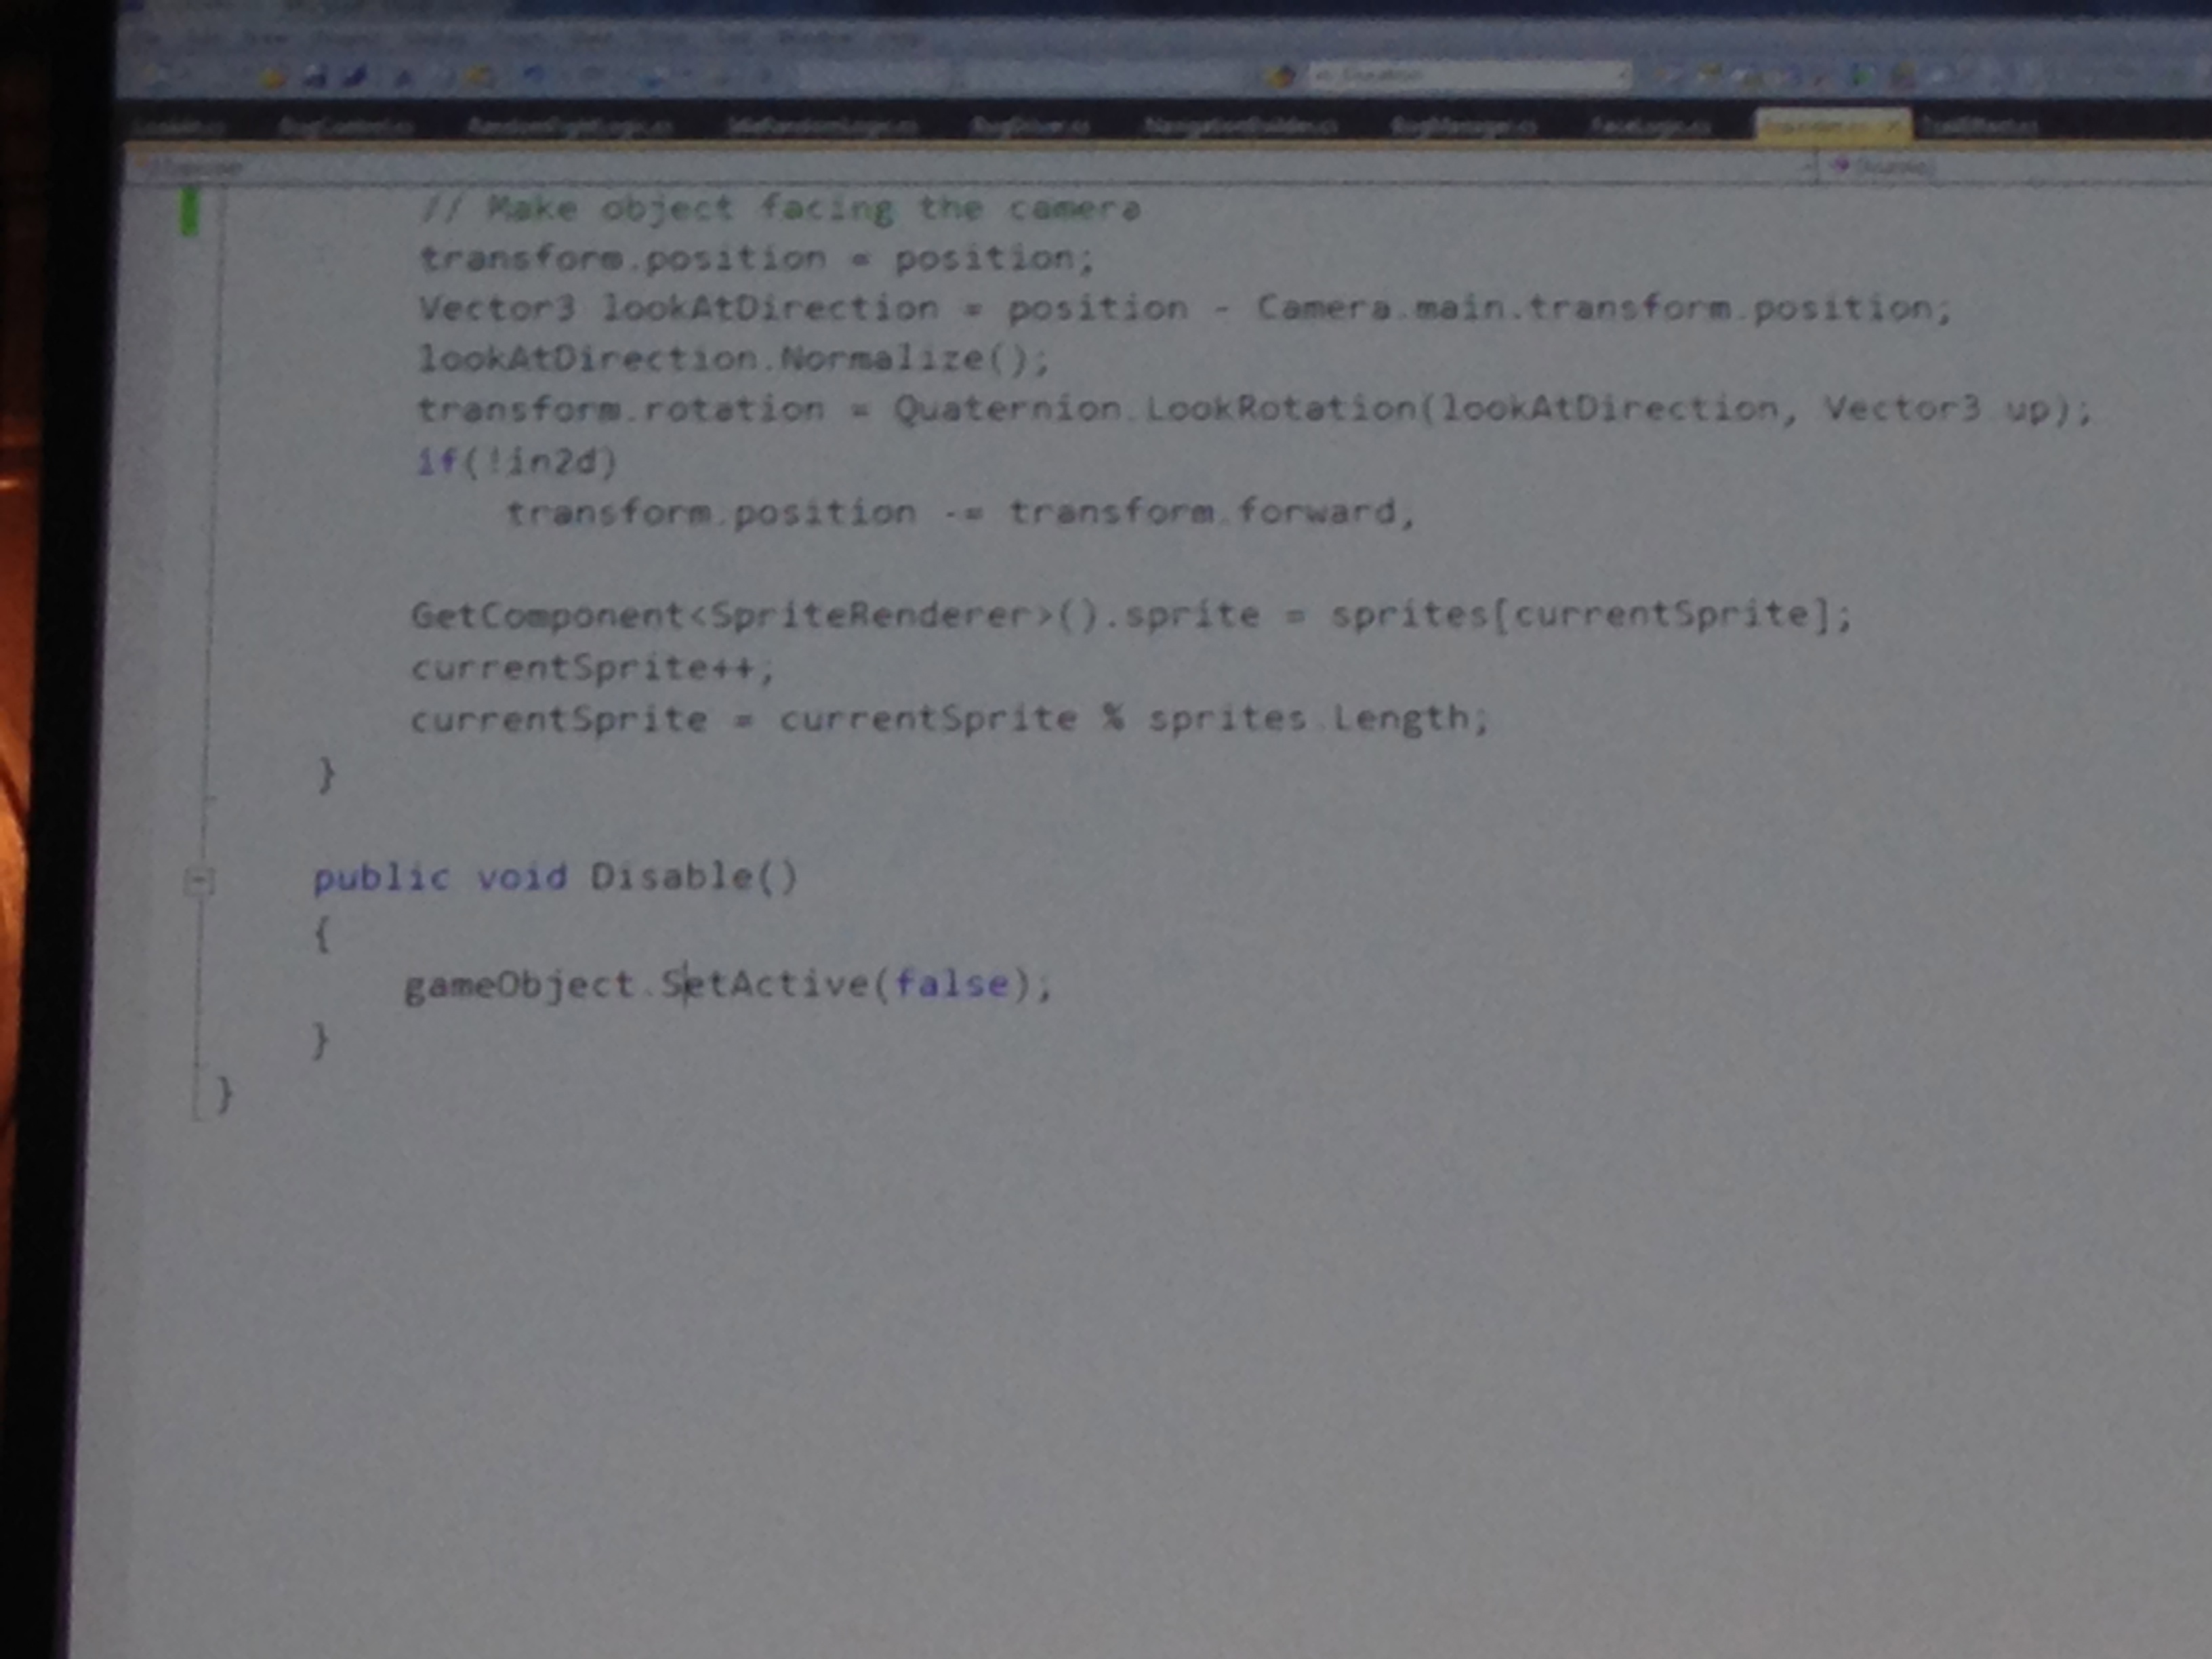 // Make object facing the camera
transform.position = position;
Vector3 lookAtDirection = position - Camera.main.transform.position;
lookAtDirection.Normalize();
transform.rotation = Quaternion.LookRotation(lookAtDirection, Vector3.up);
if(!in2d)
transform.position -= transform.forward;
GetComponent<SpriteRenderer>().sprite = sprites[currentSprite];
currentSprite++;
currentSprite = currentSprite % sprites.Length;
}
public void Disable()
{
gameObject.SetActive(false);
}
}